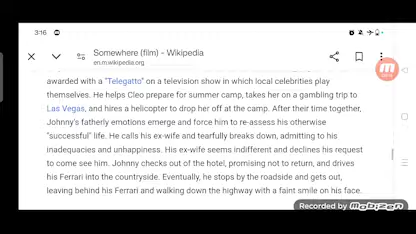 3:16
Somewhere (film) - Wikipedia
en.m.wikipedia.org
awarded with a "Telegatto" on a television show in which local celebrities play
themselves. He helps Cleo prepare for summer camp, takes her on a gambling trip to
Las Vegas, and hires a helicopter to drop her off at the camp. After their time together,
Johnny's fatherly emotions emerge and force him to re-assess his otherwise
"successful" life. He calls his ex-wife and tearfully breaks down, admitting to his
inadequacies and unhappiness. His ex-wife seems indifferent and declines his request
to come see him. Johnny checks out of the hotel, promising not to return, and drives
his Ferrari into the countryside. Eventually, he stops by the roadside and gets out,
leaving behind his Ferrari and walking down the highway with a faint smile on his face.
Recorded by
Mobizen